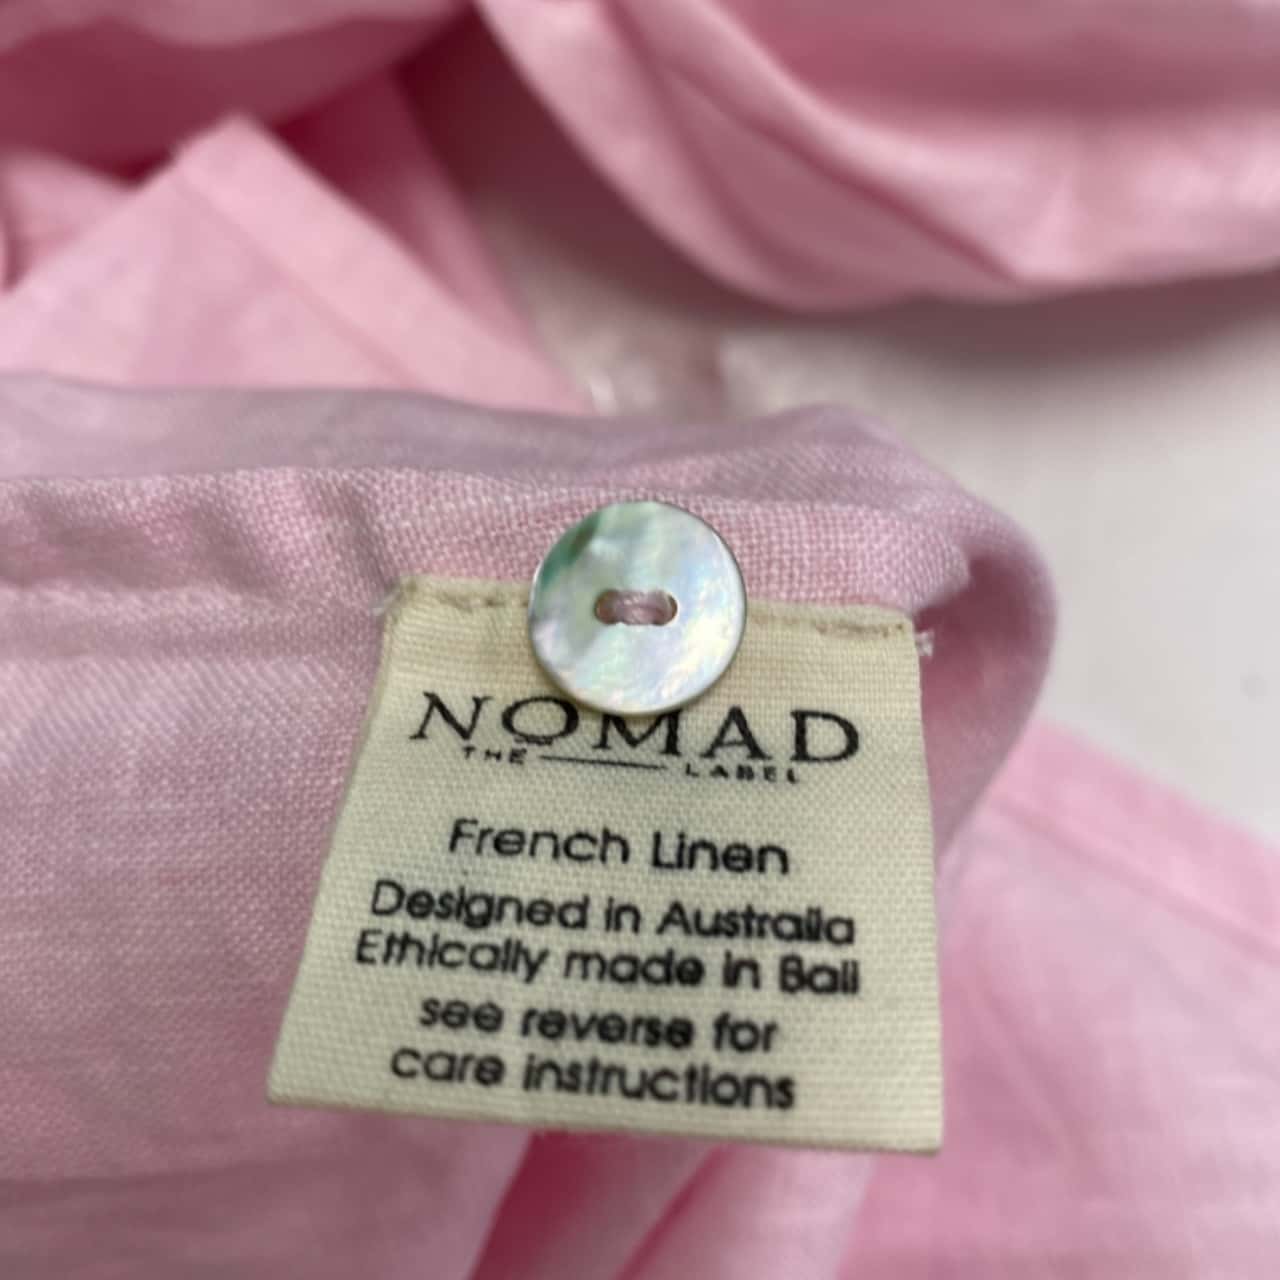 NOMAD
THE LABEL
French Linen
Designed in Australia
Ethically made in Bali
see reverse for
care instructions